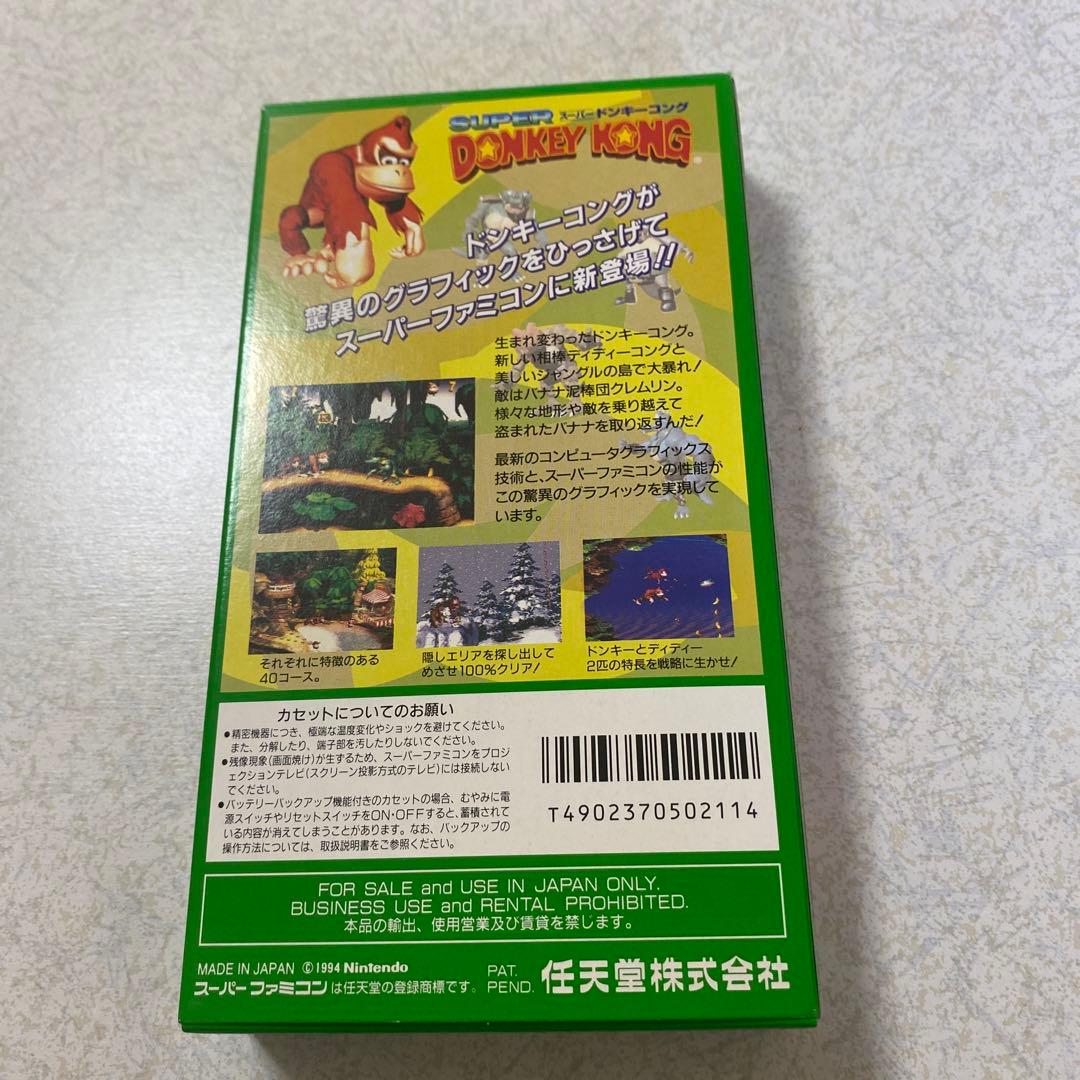 SUPER スーパードンキーコング
DONKEY KONG®
ドンキーコングが
驚異のグラフィックをひっさげて
スーパーファミコンに新登場!!
生まれ変わったドンキーコング。
新しい相棒ディディーコングと
美しいジャングルの島で大暴れ!
敵はバナナ泥棒団クレムリン。
様々な地形や敵を乗り越えて
盗まれたバナナを取り返すんだ!
最新のコンピュータグラフィックス
技術と、スーパーファミコンの性能が
この驚異のグラフィックを実現して
います。
それぞれに特徴のある
40コース。
隠しエリアを探し出して
めざせ100%クリア!
ドンキーとディディー
2匹の特長を戦略に生かせ!
カセットについてのお願い
●精密機器につき、極端な温度変化やショックを避けてください。
また、分解したり、端子部を汚したりしないでください。
●残像現象(画面焼け)が生ずるため、スーパーファミコンをプロジ
ェクションテレビ(スクリーン投影方式のテレビ)には接続しない
でください。
●バッテリーバックアップ機能付きのカセットの場合、むやみに電
源スイッチやリセットスイッチをON・OFFすると、蓄積されて
いる内容が消えてしまうことがあります。なお、バックアップの
操作方法については、取扱説明書をご参照ください。
T4902370502114
FOR SALE and USE IN JAPAN ONLY.
BUSINESS USE and RENTAL PROHIBITED.
本品の輸出、使用営業及び賃貸を禁じます。
MADE IN JAPAN ©1994 Nintendo
スーパーファミコンは任天堂の登録商標です。
PAT.
PEND.
任天堂株式会社